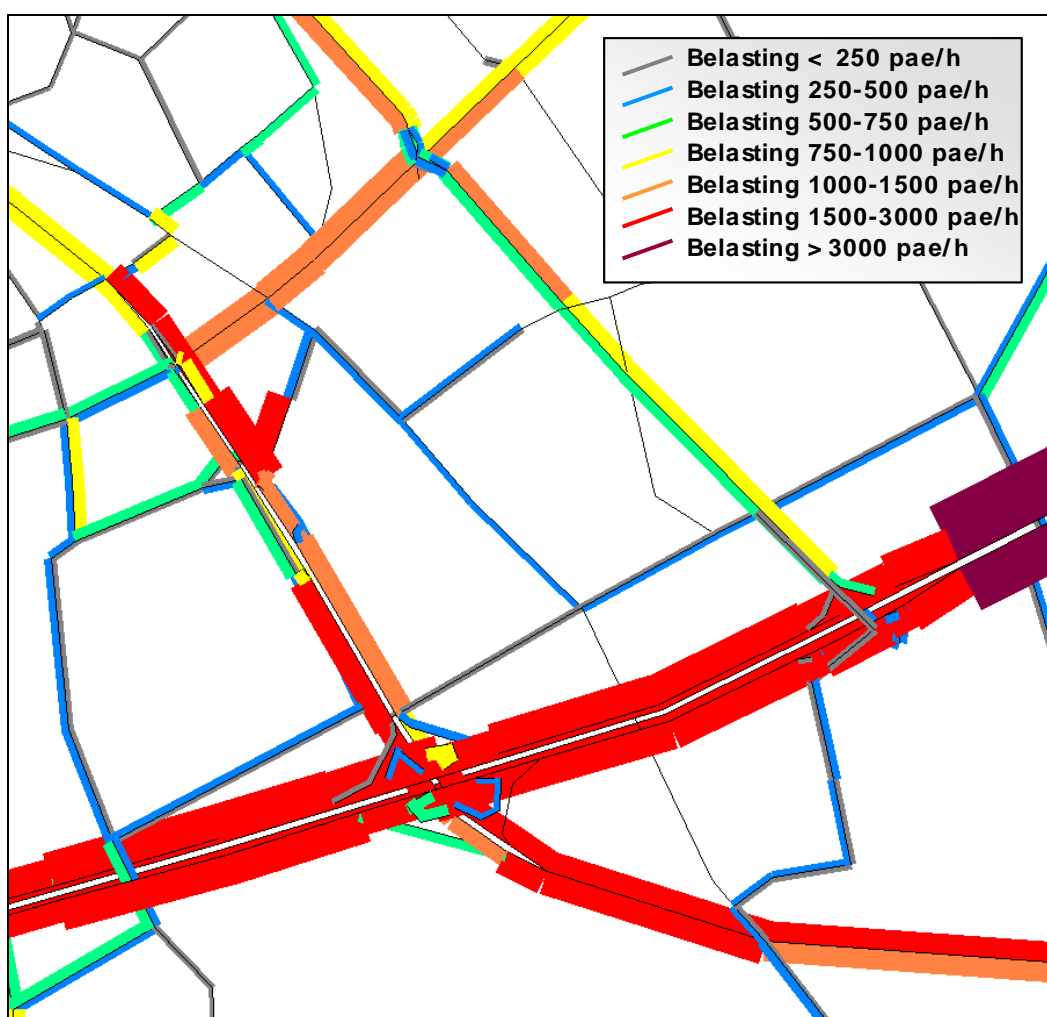 Belasting < 250 pae/h
Belasting 250-500 pae/h
Belasting 500-750 pae/h
Belasting 750-1000 pae/h
Belasting 1000-1500 pae/h
Belasting 1500-3000 pae/h
Belasting > 3000 pae/h